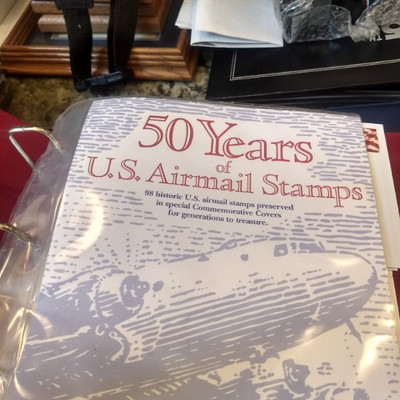 50 Years
of
U.S. Airmail Stamps
98 historic U.S. airmail stamps preserved
in special Commemorative Covers
for generations to treasure.